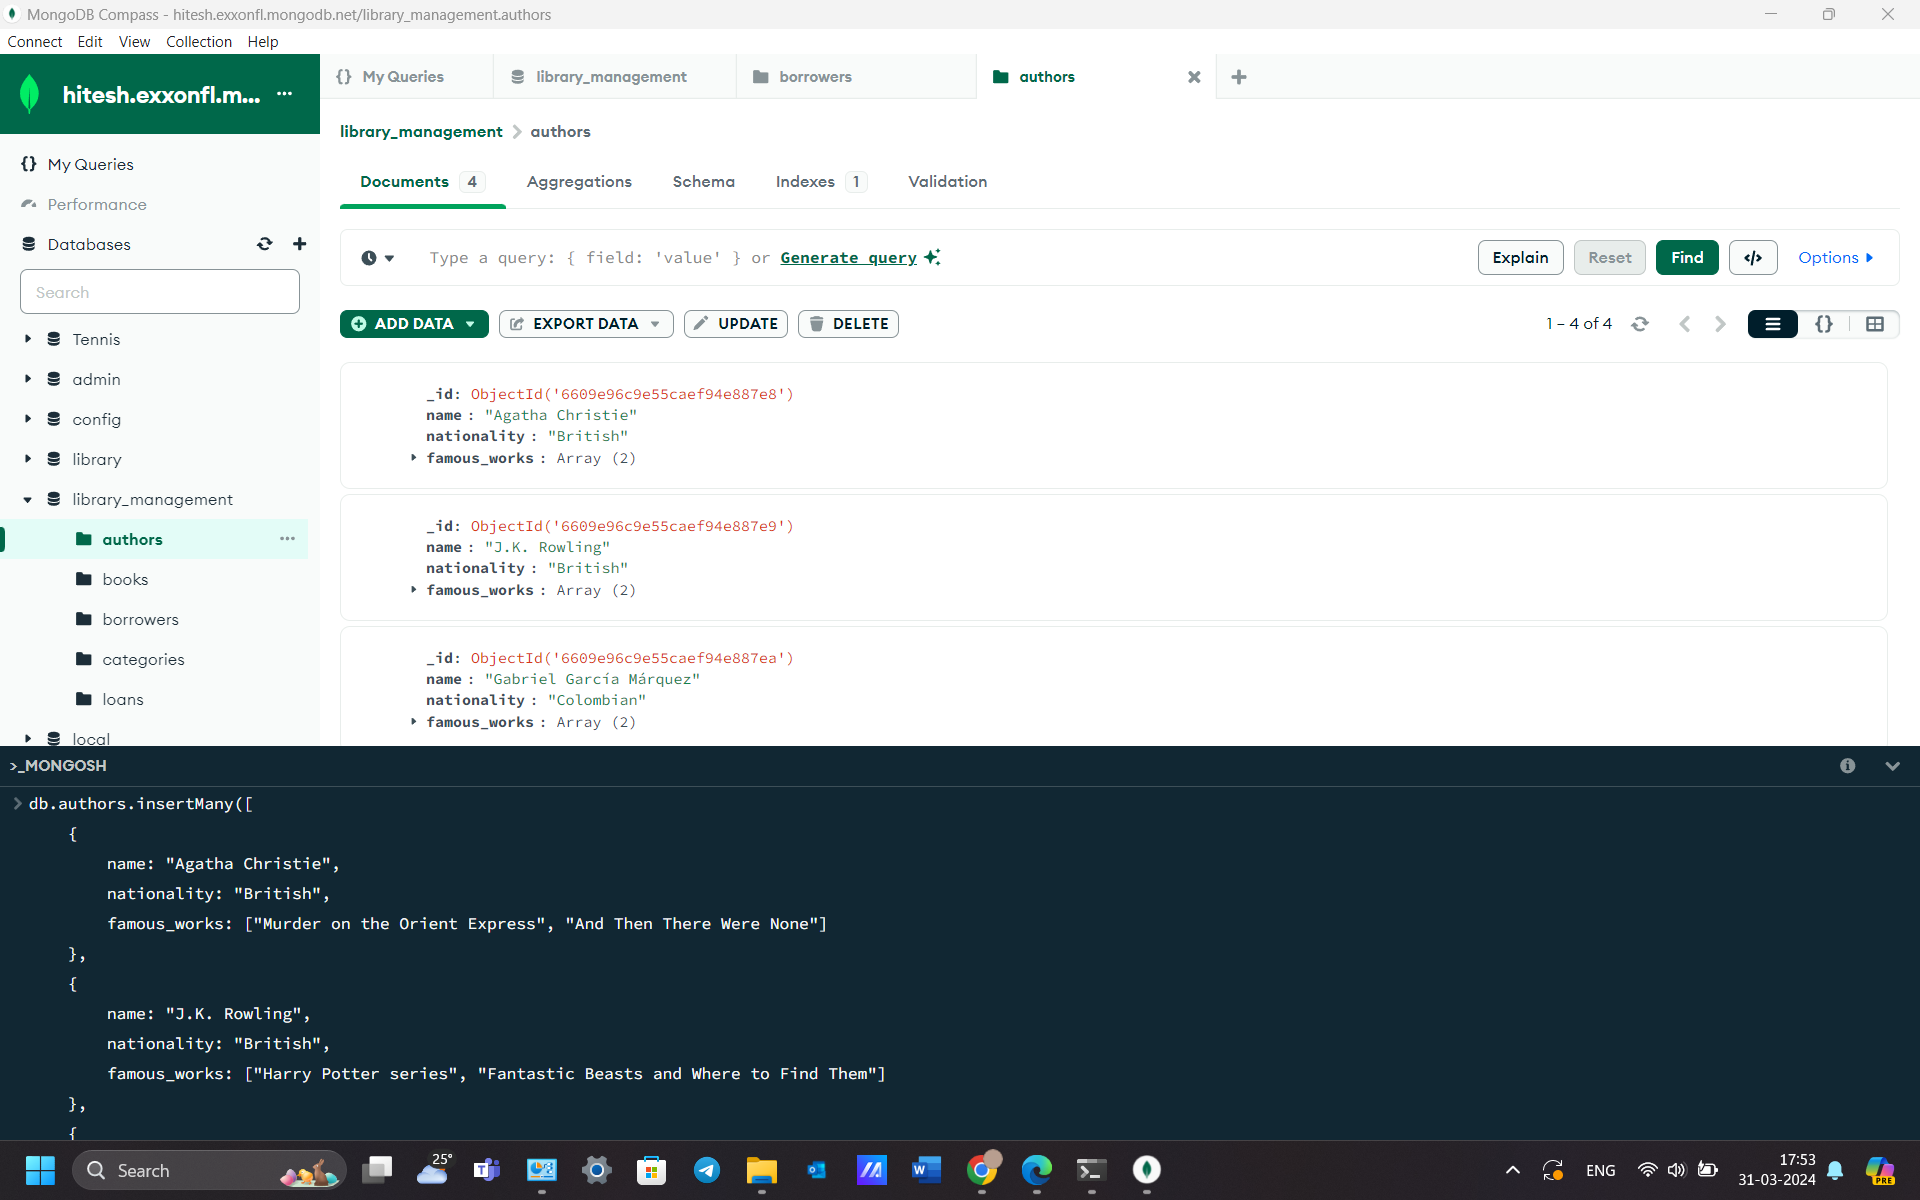 MongoDB Compass - hitesh.exxonfl.mongodb.net/library_management.authors
Connect Edit View Collection Help
hitesh.exxonfl.m... ...
My Queries
Performance
Databases
Search
Tennis
admin
config
library
library_management
authors ...
books
borrowers
categories
loans
local
{} My Queries
library_management
borrowers
authors
library_management > authors
Documents 4 Aggregations Schema Indexes 1 Validation
Type a query: { field: 'value' } or Generate query
Explain Reset Find </> Options
ADD DATA EXPORT DATA UPDATE DELETE
1 – 4 of 4 {}
_id: ObjectId('6609e96c9e55caef94e887e8')
name : "Agatha Christie"
nationality : "British"
famous_works : Array (2)
_id: ObjectId('6609e96c9e55caef94e887e9')
name : "J.K. Rowling"
nationality : "British"
famous_works : Array (2)
_id: ObjectId('6609e96c9e55caef94e887ea')
name : "Gabriel García Márquez"
nationality : "Colombian"
famous_works : Array (2)
>_MONGOSH
> db.authors.insertMany([
{
name: "Agatha Christie",
nationality: "British",
famous_works: ["Murder on the Orient Express", "And Then There Were None"]
},
{
name: "J.K. Rowling",
nationality: "British",
famous_works: ["Harry Potter series", "Fantastic Beasts and Where to Find Them"]
},
{
Search
25°
ENG
17:53
31-03-2024
PRE